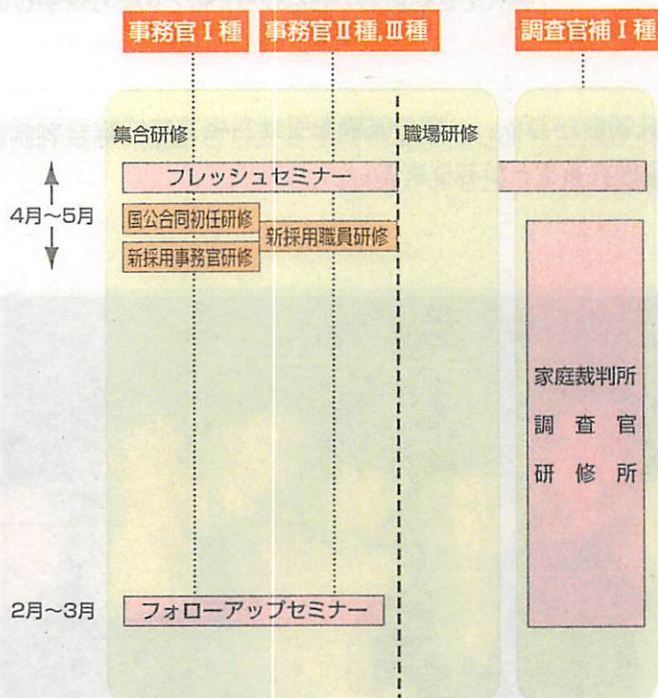 事務官Ⅰ種
事務官Ⅱ種,Ⅲ種
調査官補Ⅰ種
集合研修
職場研修
フレッシュセミナー
4月〜5月
国公合同初任研修
新採用事務官研修
新採用職員研修
家庭裁判所
調査官
研修所
2月〜3月
フォローアップセミナー